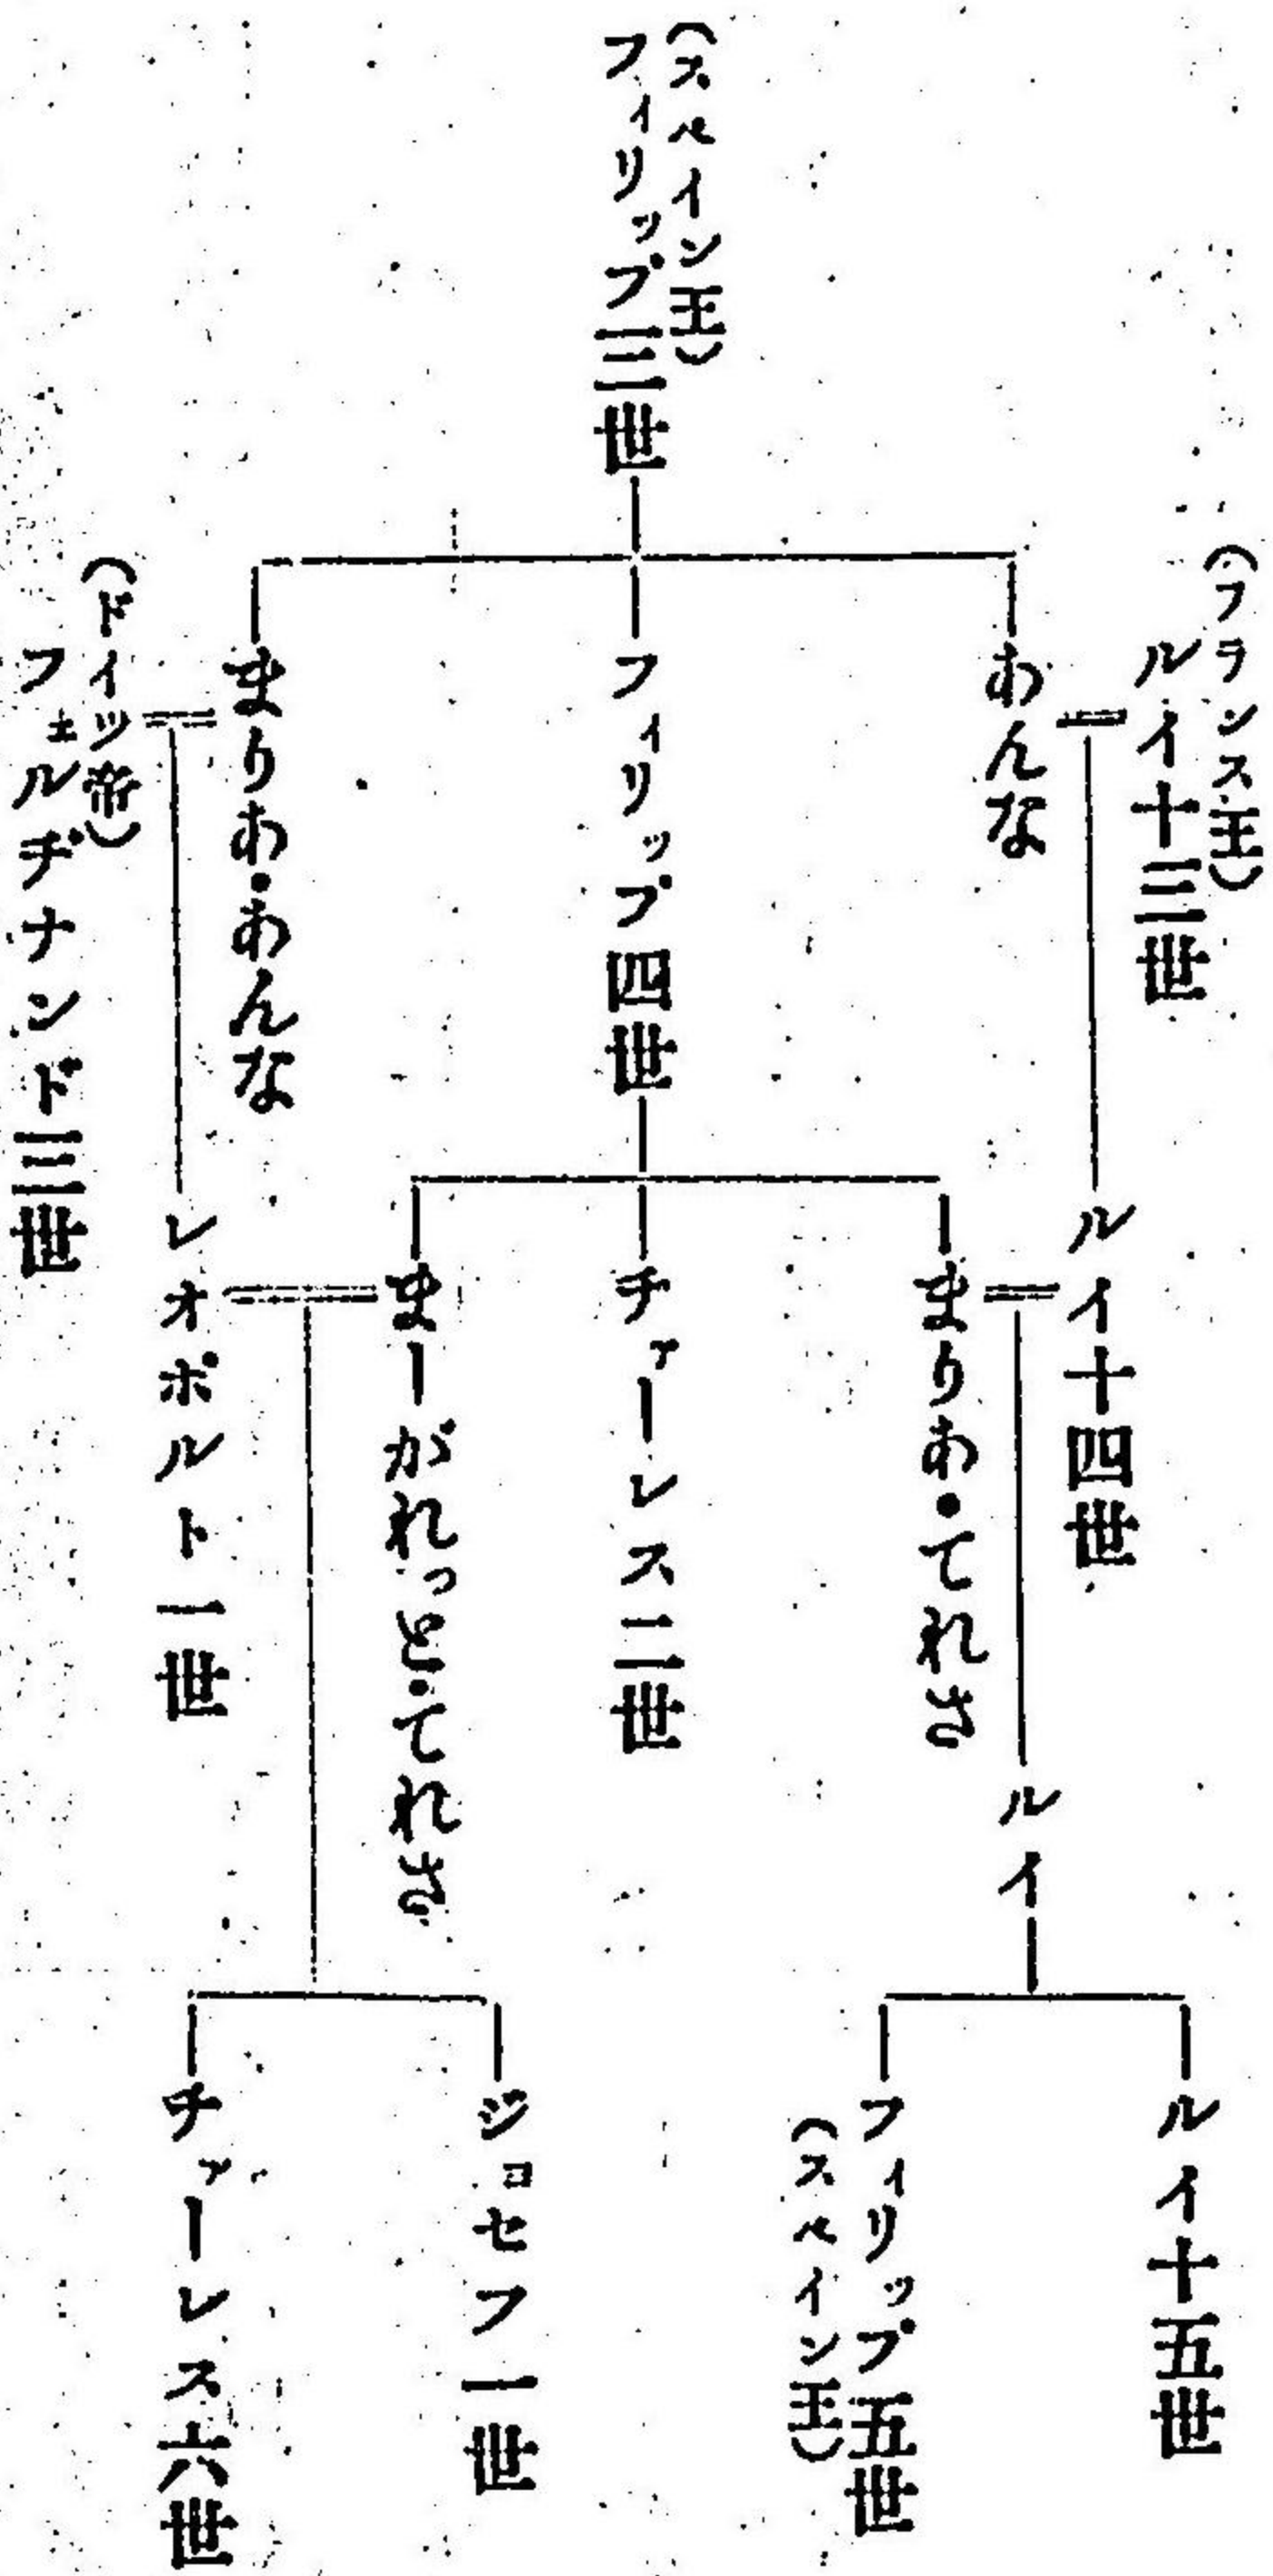 (スペイン王)
フィリップ三世
(フランス王)
ルイ十三世
あんな
フィリップ四世
まりあ・あんな
(ドイツ帝)
フェルヂナンド三世
ルイ十四世
まりあ・てれさ
チァーレス二世
まーがれっと・てれさ
レオポルト一世
ルイ
ルイ十五世
フィリップ五世
(スペイン王)
ジョセフ一世
チァーレス六世